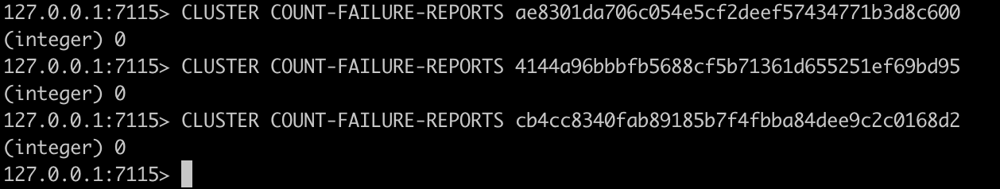 127.0.0.1:7115> CLUSTER COUNT-FAILURE-REPORTS ae8301da706c054e5cf2deef57434771b3d8c600
(integer) 0
127.0.0.1:7115> CLUSTER COUNT-FAILURE-REPORTS 4144a96bbbfb5688cf5b71361d655251ef69bd95
(integer) 0
127.0.0.1:7115> CLUSTER COUNT-FAILURE-REPORTS cb4cc8340fab89185b7f4fbba84dee9c2c0168d2
(integer) 0
127.0.0.1:7115>